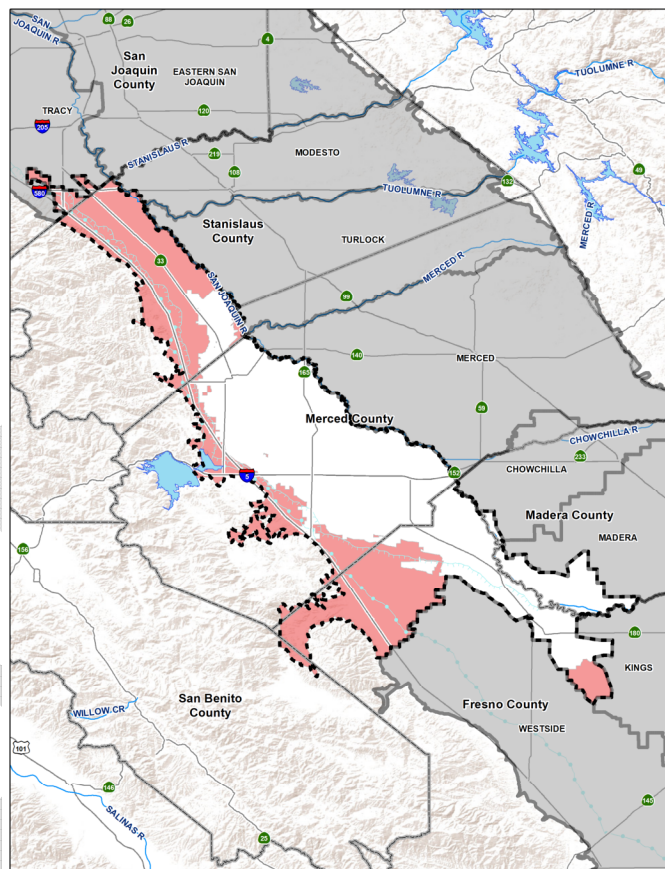 SAN
JOAQUIN R
88
26
4
San
Joaquin
County
EASTERN SAN
JOAQUIN
TUOLUMNE R
TRACY
120
205
STANISLAUS R
219
108
MODESTO
132
49
580
TUOLUMNE R
MERCED R
Stanislaus
County
TURLOCK
33
SAN JOAQUIN R
MERCED R
99
140
165
MERCED
59
Merced County
CHOWCHILLA R
233
5
152
CHOWCHILLA
Madera County
MADERA
156
180
KINGS
San Benito
County
Fresno County
WILLOW CR
WESTSIDE
101
146
145
SALINAS R
25